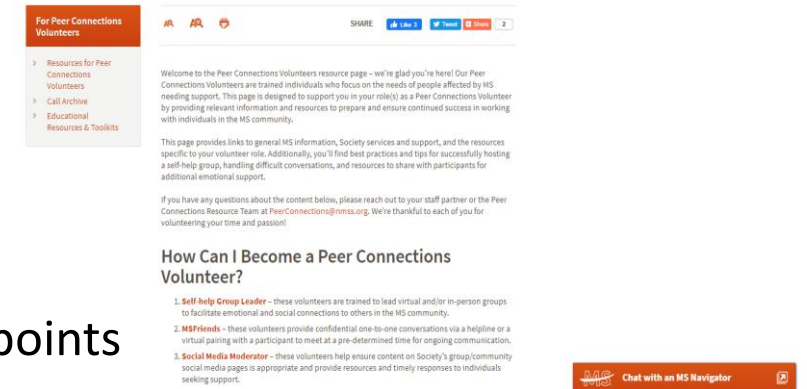 For Peer Connections
Volunteers
SHARE
Like 3
Tweet
Share
2
> Resources for Peer
Connections
Volunteers
> Call Archive
> Educational
Resources & Toolkits
Welcome to the Peer Connections Volunteers resource page – we're glad you're here! Our Peer
Connections Volunteers are trained individuals who focus on the needs of people affected by MS
needing support. This page is designed to support you in your role(s) as a Peer Connections Volunteer
by providing relevant information and resources to prepare and ensure continued success in working
with individuals in the MS community.
This page provides links to general MS information, Society services and support, and the resources
specific to your volunteer role. Additionally, you'll find best practices and tips for successfully hosting
a self-help group, handling difficult conversations, and resources to share with participants for
additional emotional support.
If you have any questions about the content below, please reach out to your staff partner or the Peer
Connections Resource Team at PeerConnections@nmss.org. We're thankful to each of you for
volunteering your time and passion!
How Can I Become a Peer Connections
Volunteer?
1. Self-help Group Leader – these volunteers are trained to lead virtual and/or in-person groups
to facilitate emotional and social connections to others in the MS community.
2. MSFriends – these volunteers provide confidential one-to-one conversations via a helpline or a
virtual pairing with a participant to meet at a pre-determined time for ongoing communication.
3. Social Media Moderator – these volunteers help ensure content on Society's group/community
social media pages is appropriate and provide resources and timely responses to individuals
seeking support.
points
MS Chat with an MS Navigator